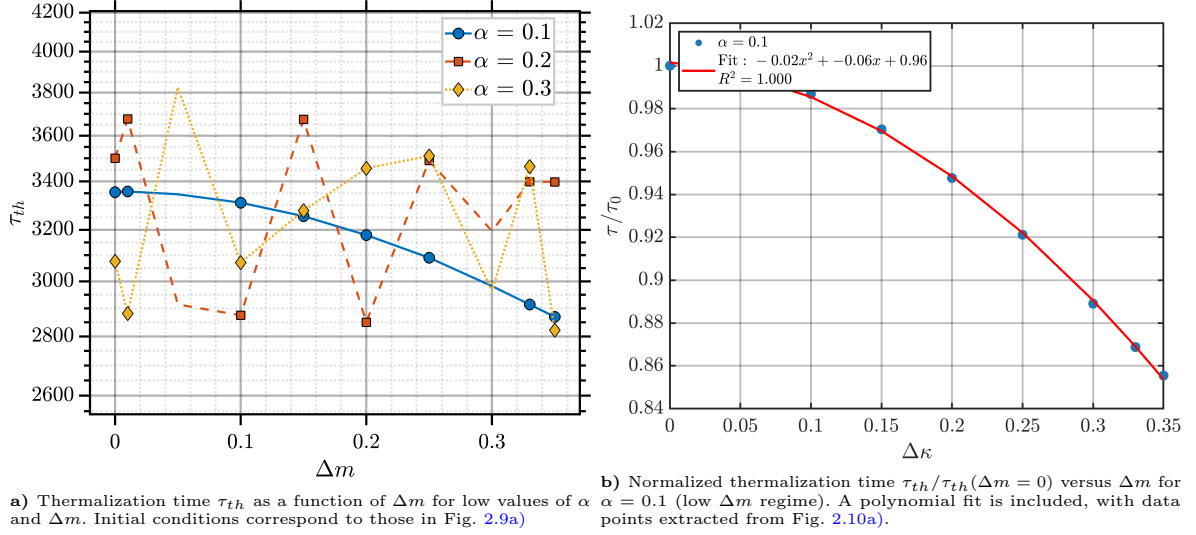 4200
4000
3800
3600
3400
3200
3000
2800
2600
τth
0
0.1
0.2
0.3
Δm
α = 0.1
α = 0.2
α = 0.3
a) Thermalization time τth as a function of Δm for low values of α
and Δm. Initial conditions correspond to those in Fig. 2.9a)
1.02
1
0.98
0.96
0.94
0.92
0.9
0.88
0.86
0.84
τ/τ0
0
0.05
0.1
0.15
0.2
0.25
0.3
0.35
Δκ
α = 0.1
Fit : − 0.02x² + −0.06x + 0.96
R² = 1.000
b) Normalized thermalization time τth/τth(Δm = 0) versus Δm for
α = 0.1 (low Δm regime). A polynomial fit is included, with data
points extracted from Fig. 2.10a).